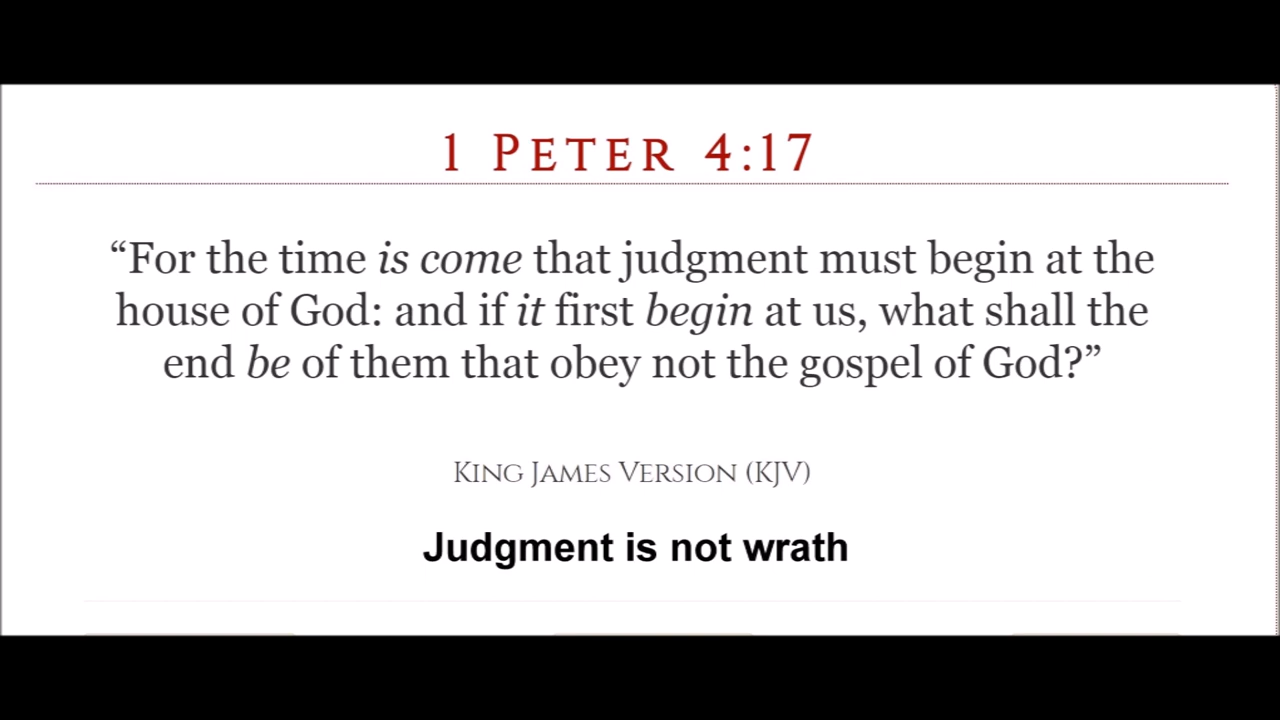 1 PETER 4:17
“For the time is come that judgment must begin at the
house of God: and if it first begin at us, what shall the
end be of them that obey not the gospel of God?”
KING JAMES VERSION (KJV)
Judgment is not wrath